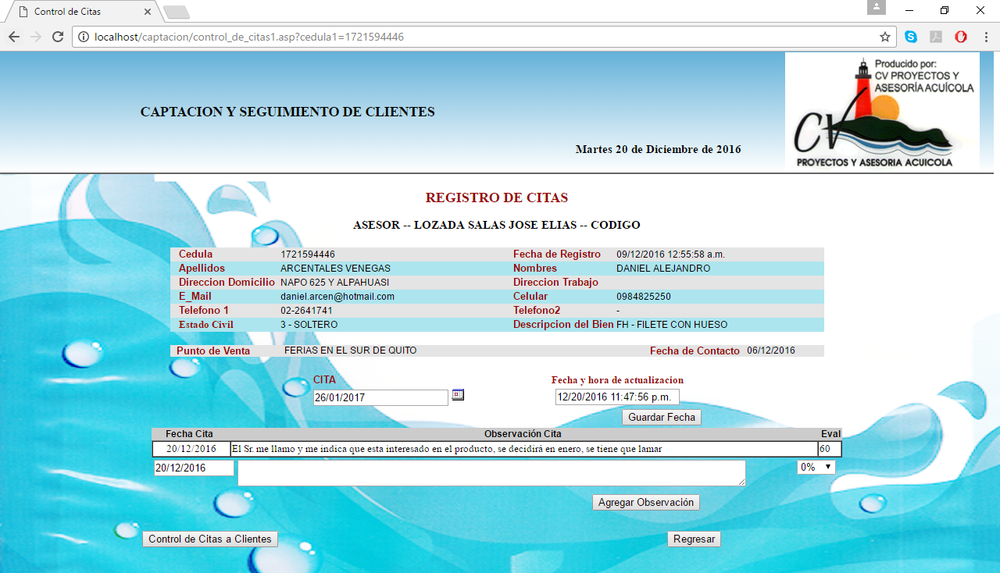 Control de Citas
localhost/captacion/control_de_citas1.asp?cedula1=1721594446
Producido por:
CV PROYECTOS Y
ASESORÍA ACUÍCOLA
CAPTACION Y SEGUIMIENTO DE CLIENTES
CV
Martes 20 de Diciembre de 2016
PROYECTOS Y ASESORIA ACUICOLA
REGISTRO DE CITAS
ASESOR -- LOZADA SALAS JOSE ELIAS -- CODIGO
Cedula 1721594446 Fecha de Registro 09/12/2016 12:55:58 a.m.
Apellidos ARCENTALES VENEGAS Nombres DANIEL ALEJANDRO
Direccion Domicilio NAPO 625 Y ALPAHUASI Direccion Trabajo
E_Mail daniel.arcen@hotmail.com Celular 0984825250
Telefono 1 02-2641741 Telefono2 -
Estado Civil 3 - SOLTERO Descripcion del Bien FH - FILETE CON HUESO
Punto de Venta FERIAS EN EL SUR DE QUITO Fecha de Contacto 06/12/2016
CITA Fecha y hora de actualizacion
26/01/2017 12/20/2016 11:47:56 p.m.
Guardar Fecha
Fecha Cita Observación Cita Eval
20/12/2016 El Sr. me llamo y me indica que esta interesado en el producto, se decidirá en enero, se tiene que lamar 60
20/12/2016 0%
Agregar Observación
Control de Citas a Clientes Regresar